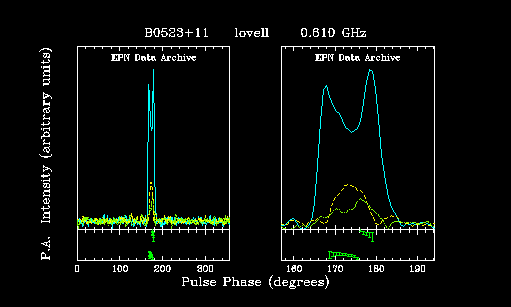 B0523+11 lovell 0.610 GHz
EPN Data Archive EPN Data Archive
P.A. Intensity (arbitrary units)
0 100 200 300 160 170 180 190
Pulse Phase (degrees)